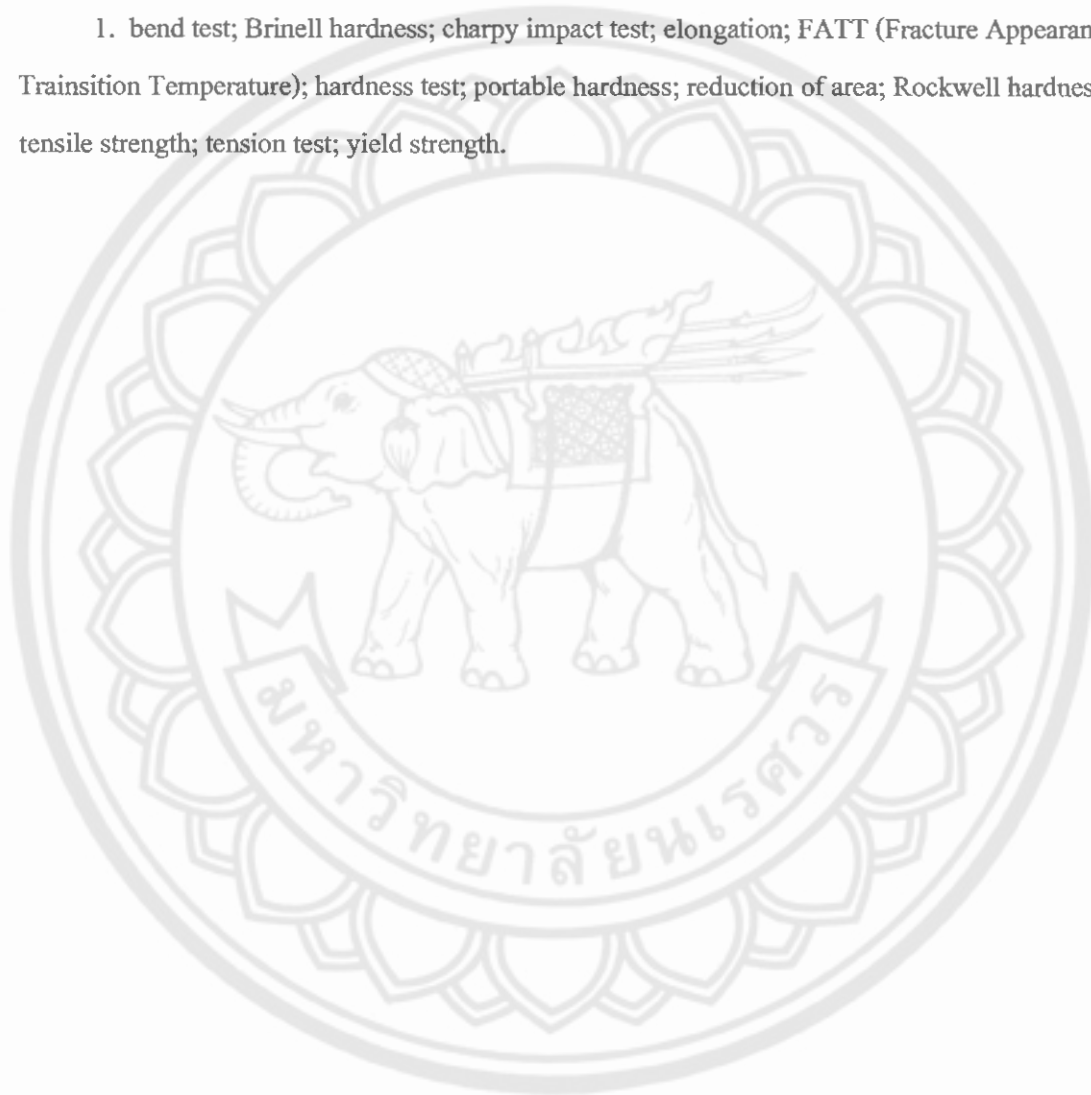 1. bend test; Brinell hardness; charpy impact test; elongation; FATT (Fracture Appearan
Trainsition Temperature); hardness test; portable hardness; reduction of area; Rockwell hardnes
tensile strength; tension test; yield strength.
มหาวิทยาลัยนเรศวร